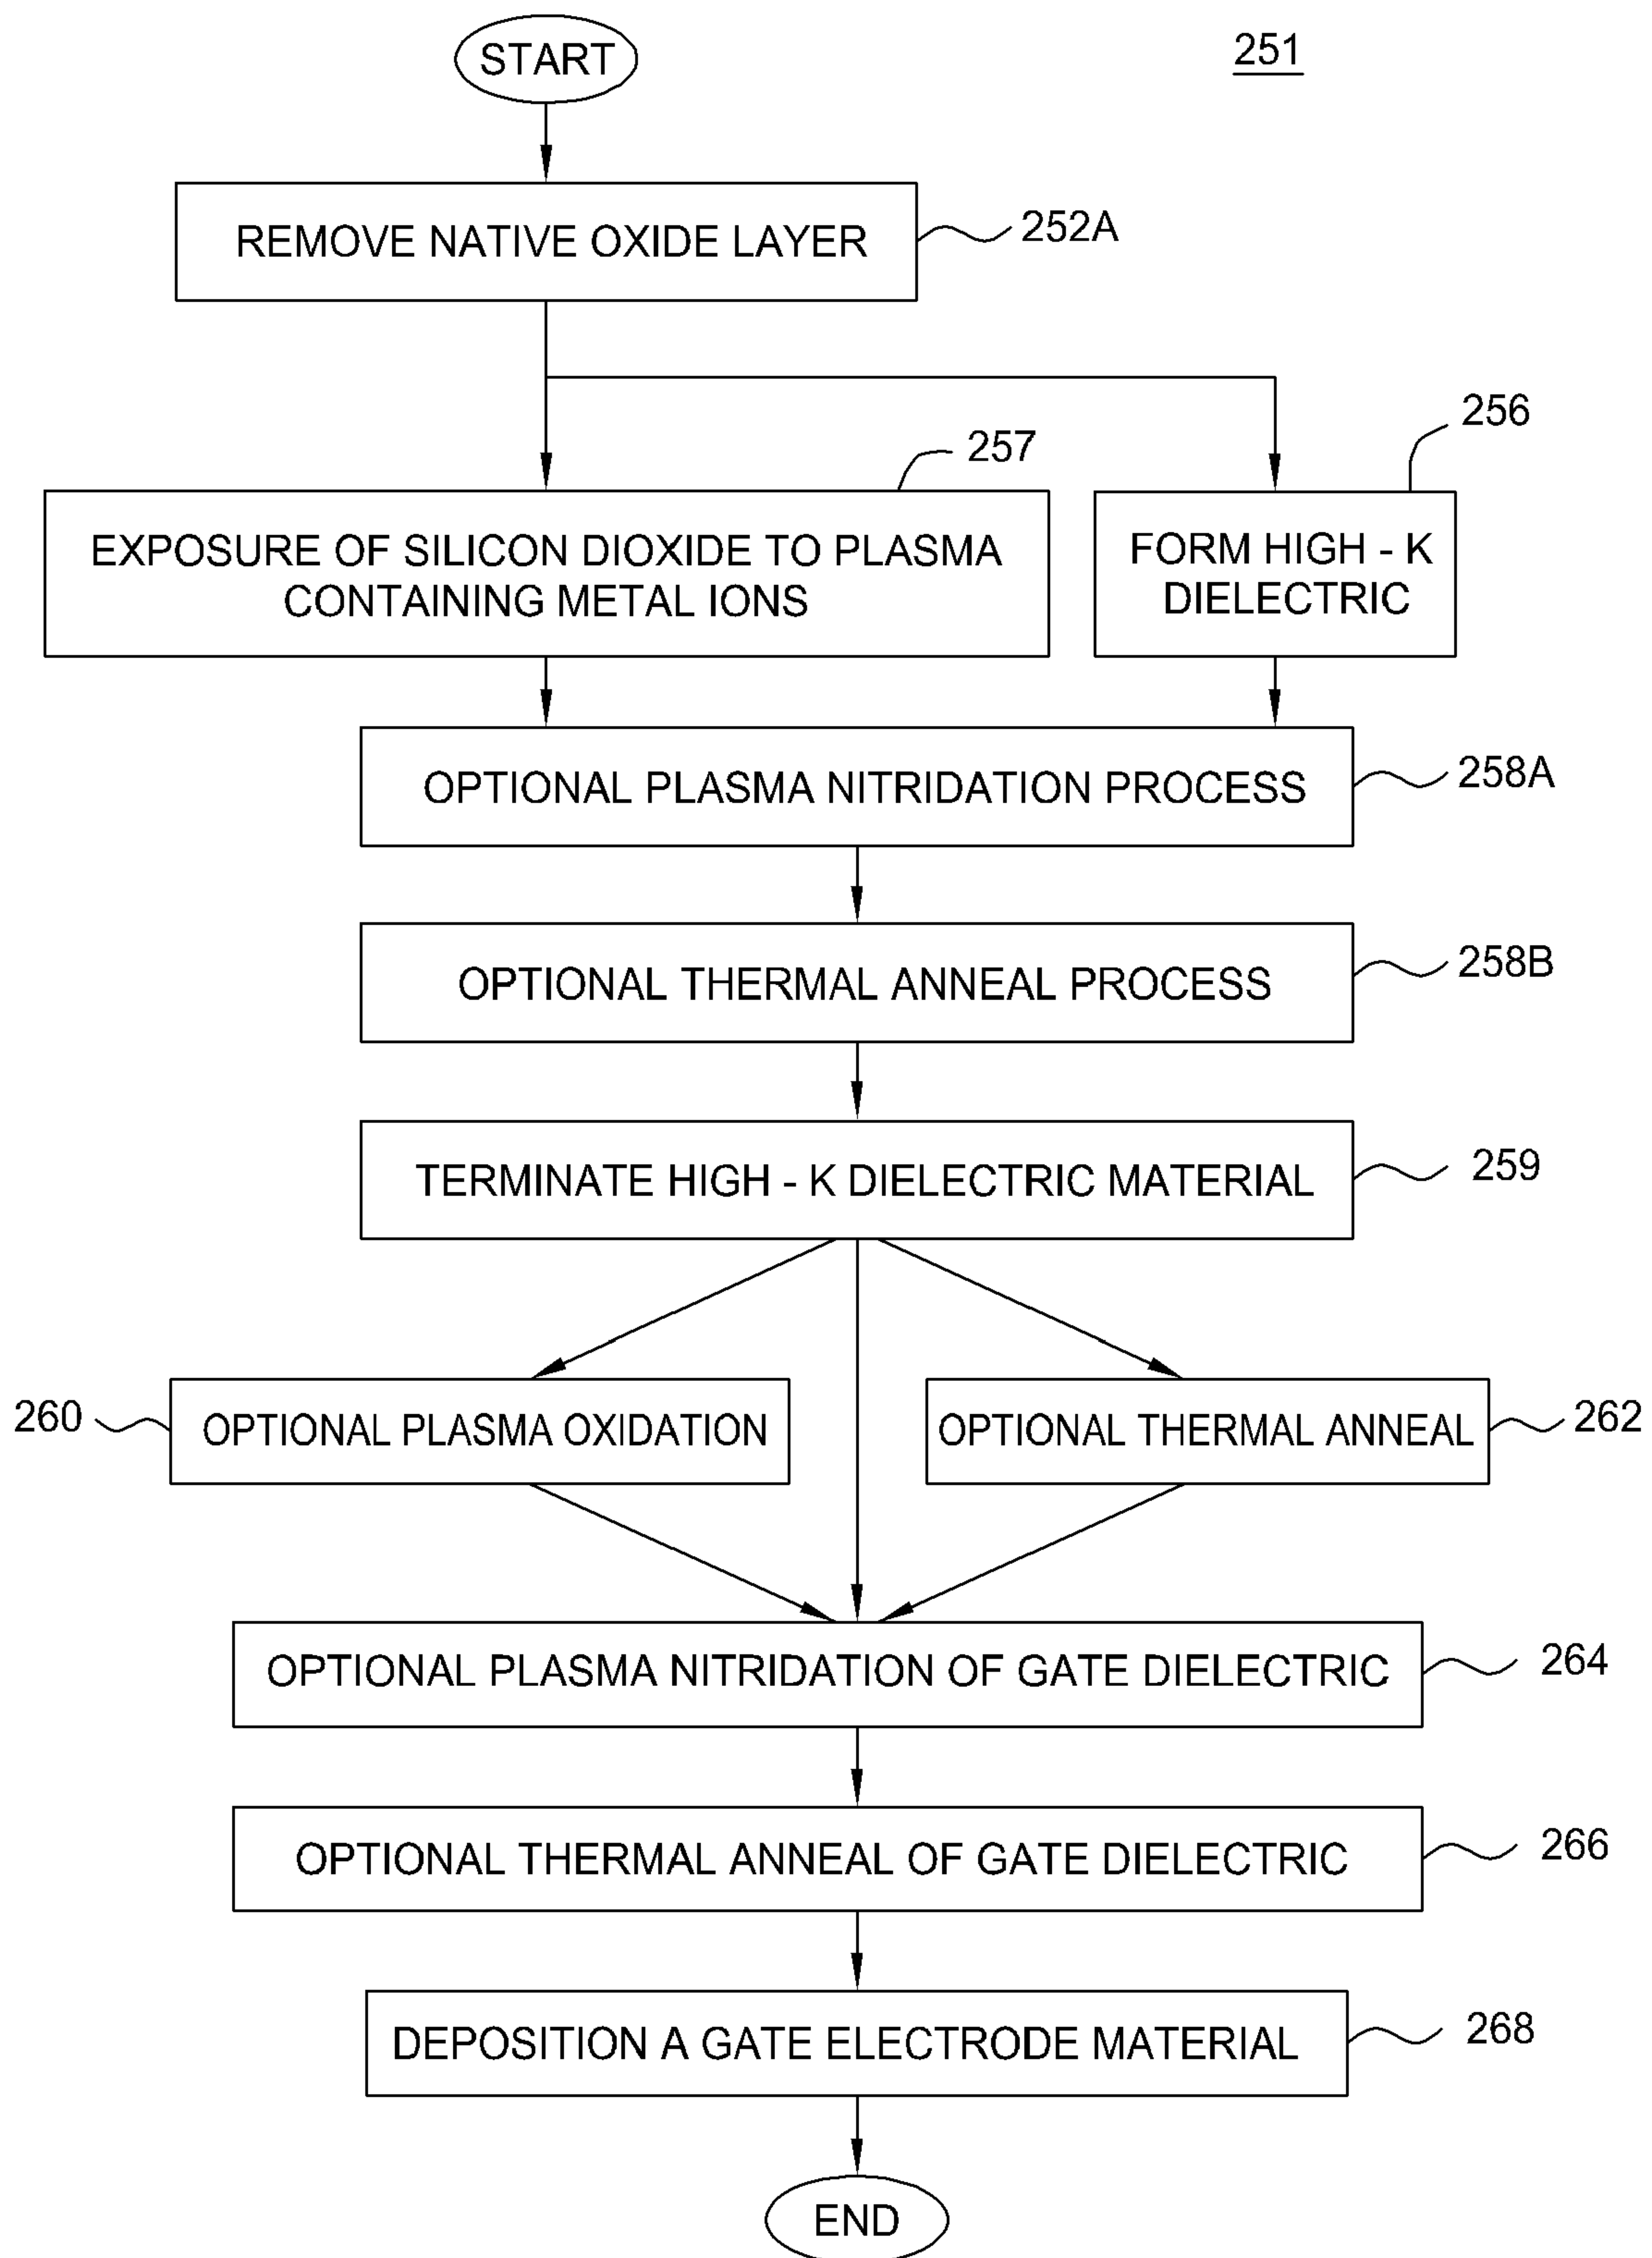 START
251
REMOVE NATIVE OXIDE LAYER
252A
256
257
EXPOSURE OF SILICON DIOXIDE TO PLASMA
CONTAINING METAL IONS
FORM HIGH - K
DIELECTRIC
OPTIONAL PLASMA NITRIDATION PROCESS
258A
OPTIONAL THERMAL ANNEAL PROCESS
258B
TERMINATE HIGH - K DIELECTRIC MATERIAL
259
260
OPTIONAL PLASMA OXIDATION
OPTIONAL THERMAL ANNEAL
262
OPTIONAL PLASMA NITRIDATION OF GATE DIELECTRIC
264
OPTIONAL THERMAL ANNEAL OF GATE DIELECTRIC
266
DEPOSITION A GATE ELECTRODE MATERIAL
268
END